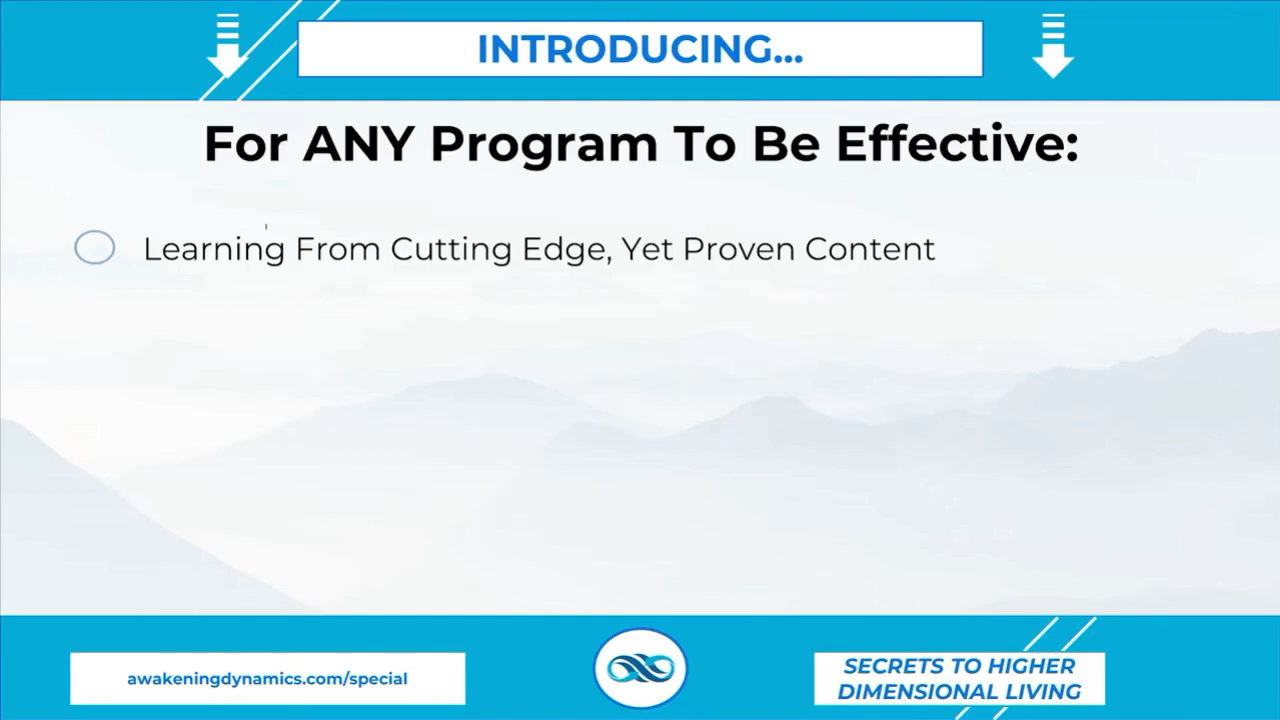 INTRODUCING...
For ANY Program To Be Effective:
Learning From Cutting Edge, Yet Proven Content
awakeningdynamics.com/special
SECRETS TO HIGHER
DIMENSIONAL LIVING